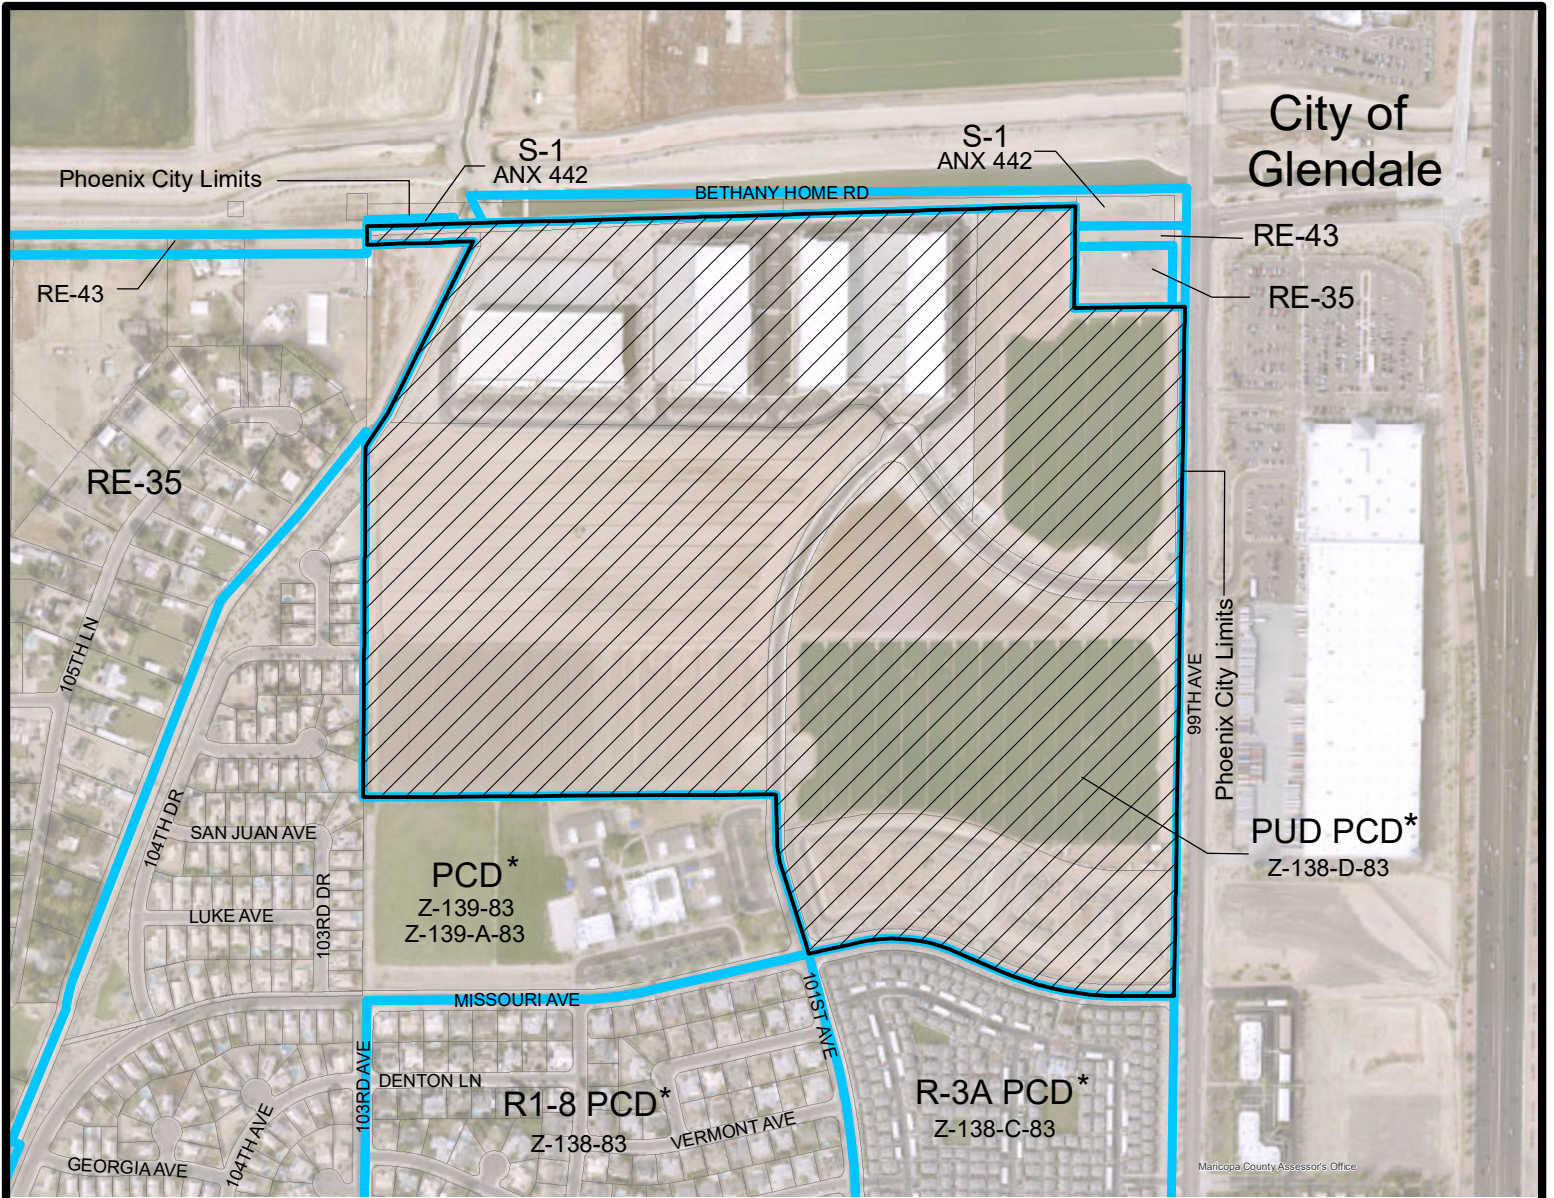 City of
Glendale
S-1
ANX 442
S-1
ANX 442
Phoenix City Limits
BETHANY HOME RD
RE-43
RE-43
RE-35
RE-35
105TH LN
Phoenix City Limits
99TH AVE
104TH DR
SAN JUAN AVE
PUD PCD*
Z-138-D-83
PCD*
Z-139-83
Z-139-A-83
LUKE AVE
103RD DR
MISSOURI AVE
101ST AVE
103RD AVE
DENTON LN
R1-8 PCD*
Z-138-83
R-3A PCD*
Z-138-C-83
VERMONT AVE
104TH AVE
GEORGIA AVE
Maricopa County Assessor's Office